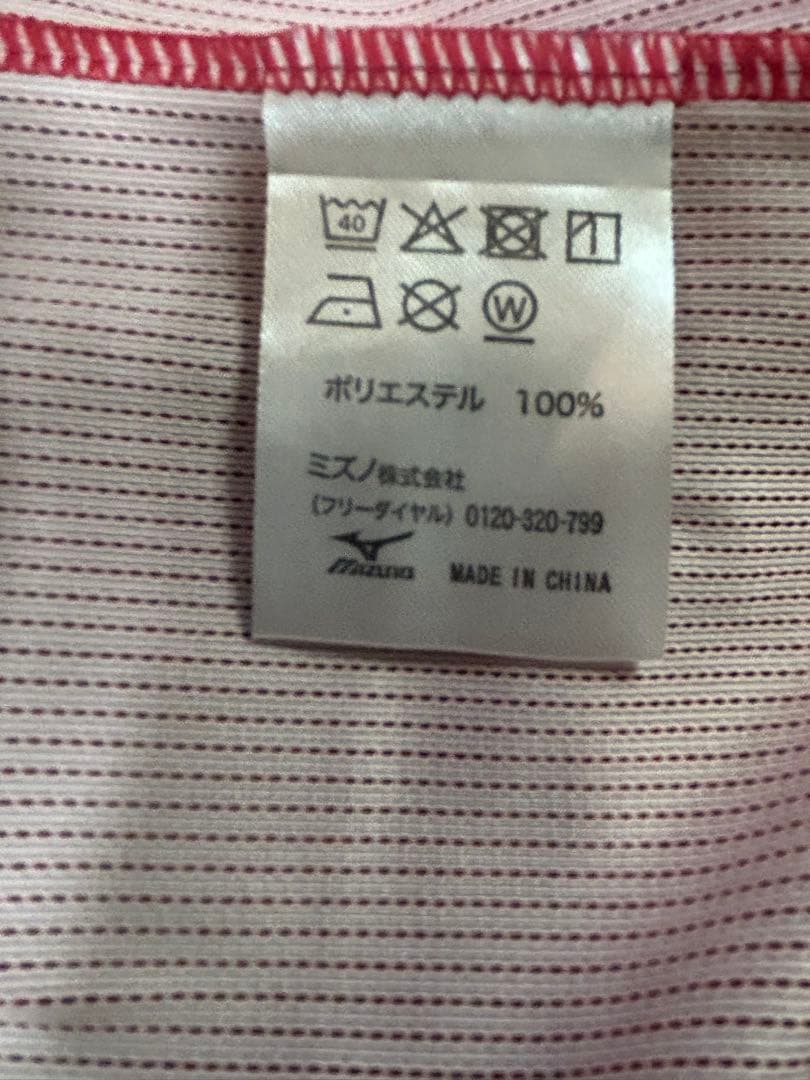 40
W
ポリエステル 100%
ミズノ株式会社
(フリーダイヤル) 0120-320-799
Mizuno MADE IN CHINA